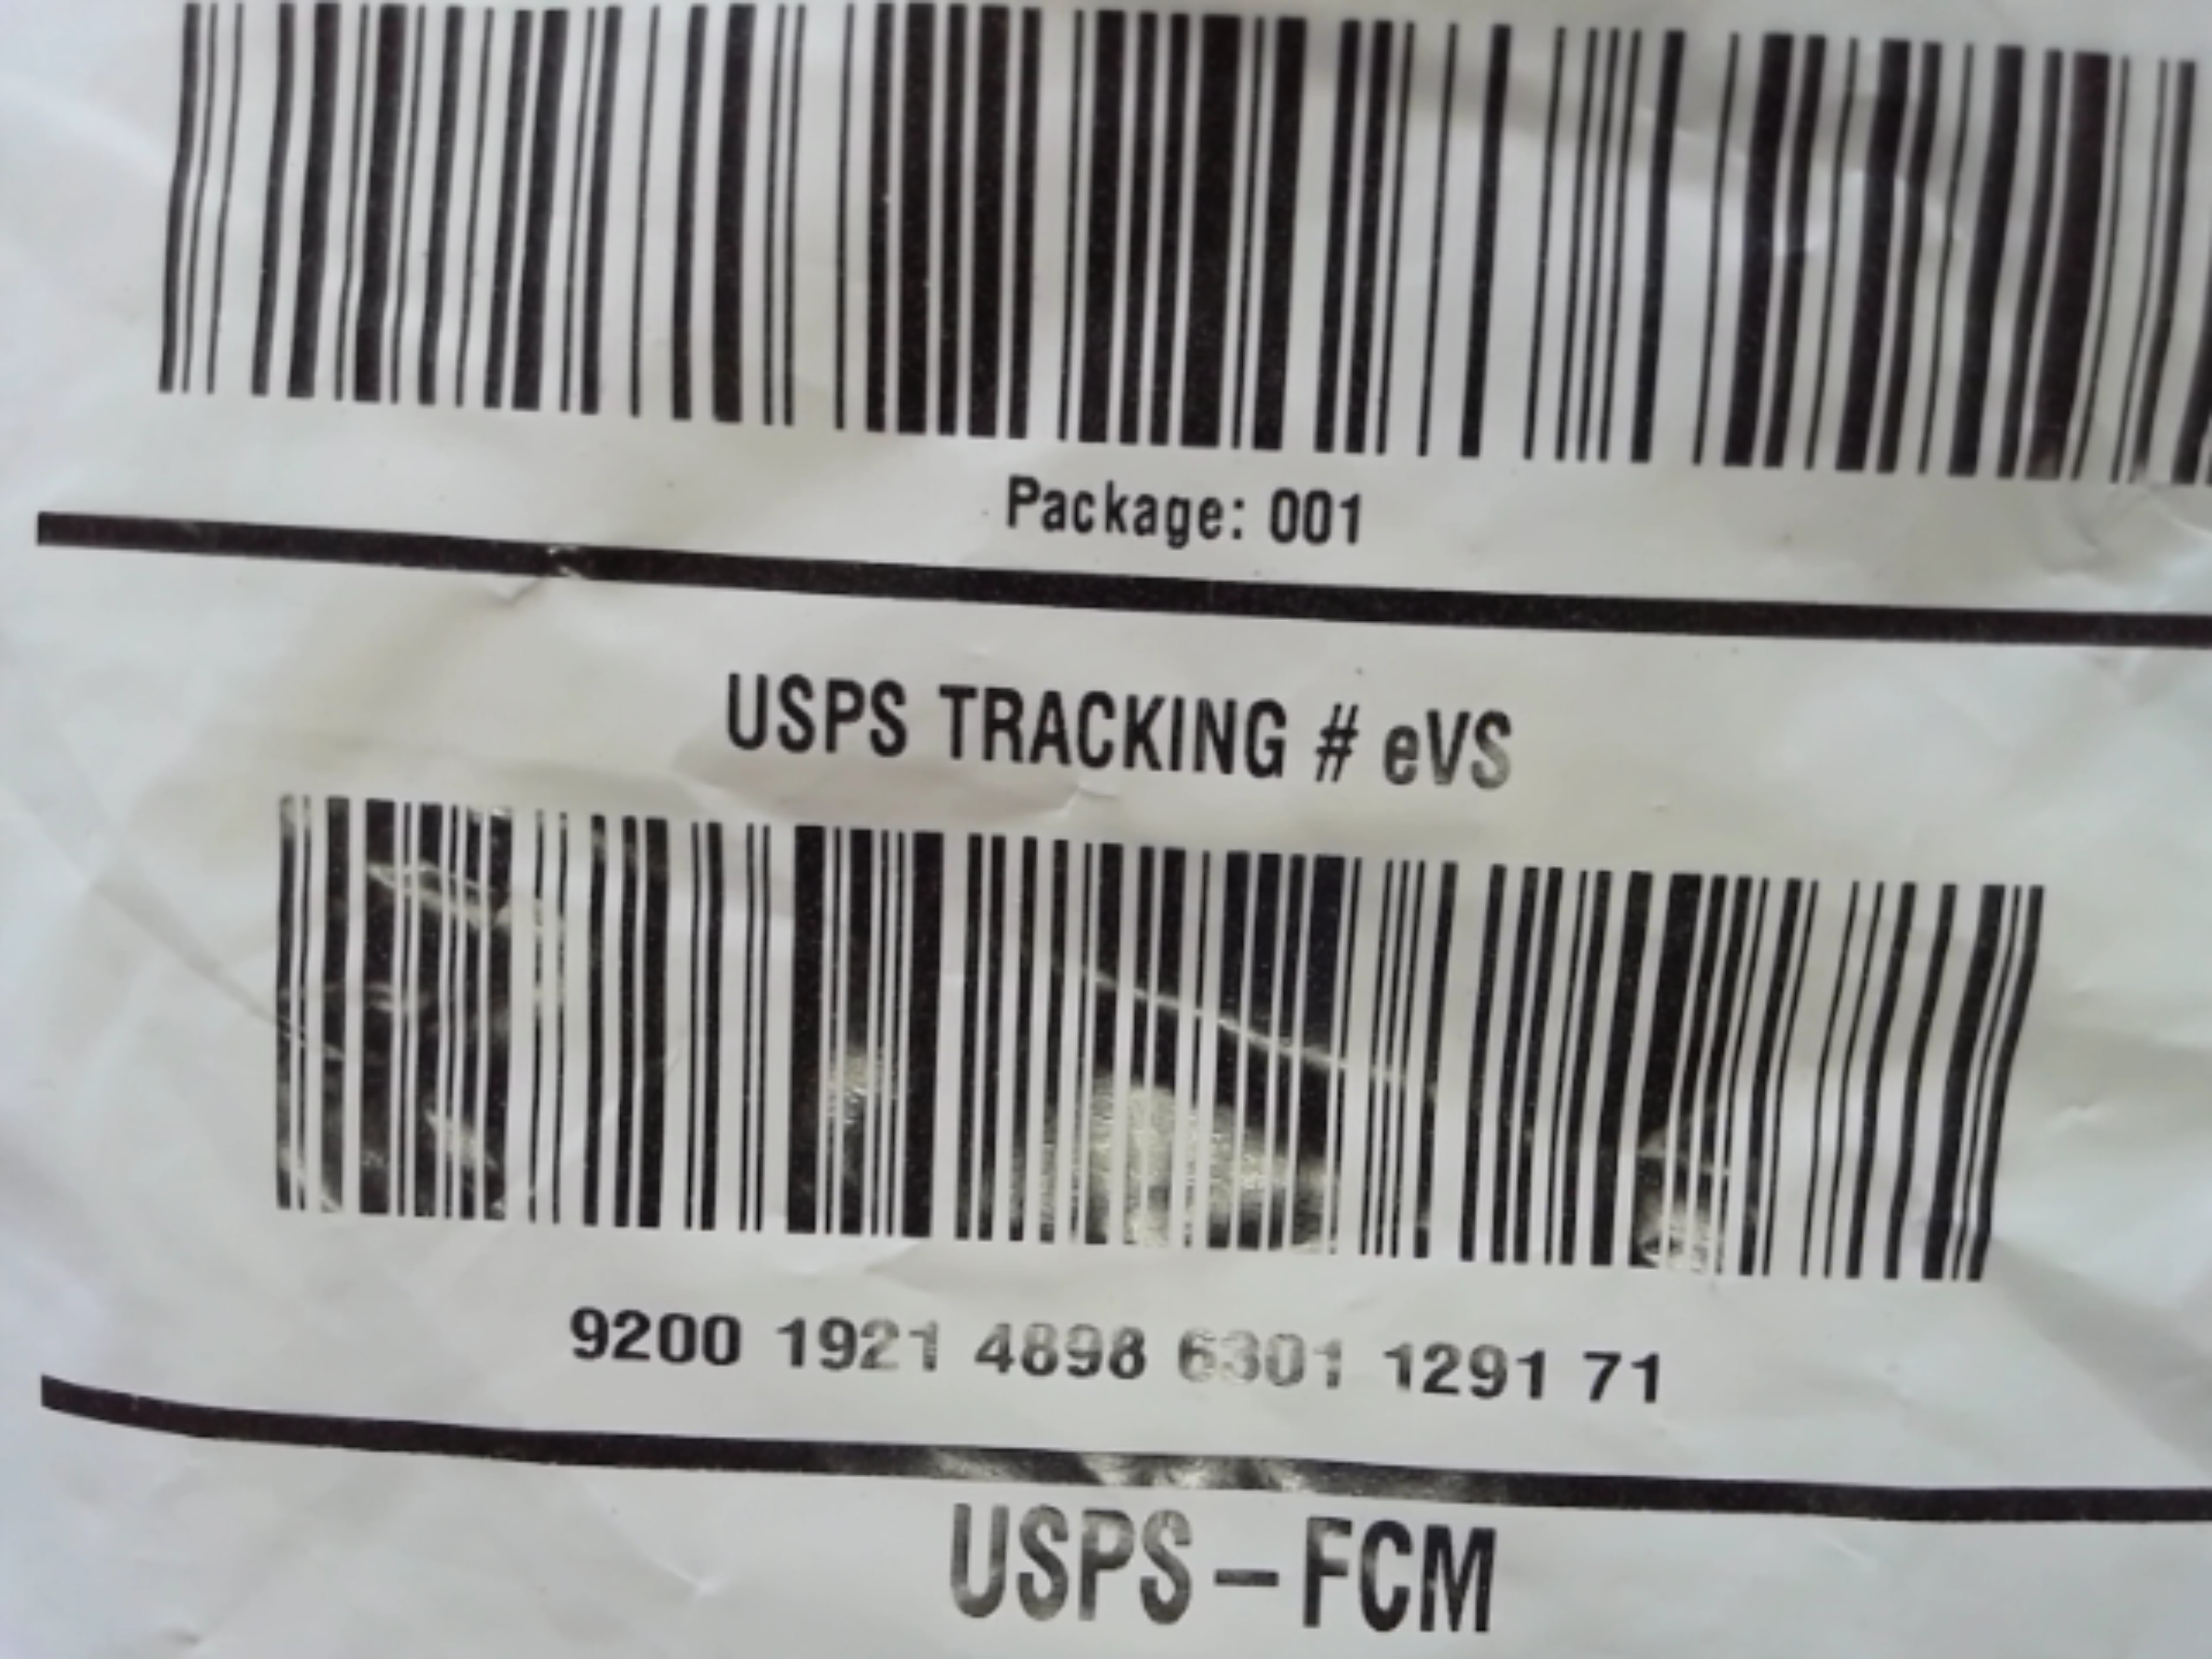 Package: 001
USPS TRACKING # eVS
9200 1921 4898 6301 1291 71
USPS – FCM